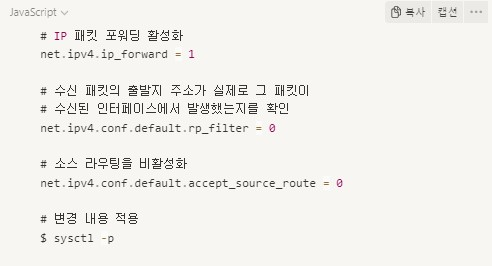 JavaScript
복사 캡션 ...
# IP 패킷 포워딩 활성화
net.ipv4.ip_forward = 1
# 수신 패킷의 출발지 주소가 실제로 그 패킷이
# 수신된 인터페이스에서 발생했는지를 확인
net.ipv4.conf.default.rp_filter = 0
# 소스 라우팅을 비활성화
net.ipv4.conf.default.accept_source_route = 0
# 변경 내용 적용
$ sysctl -p